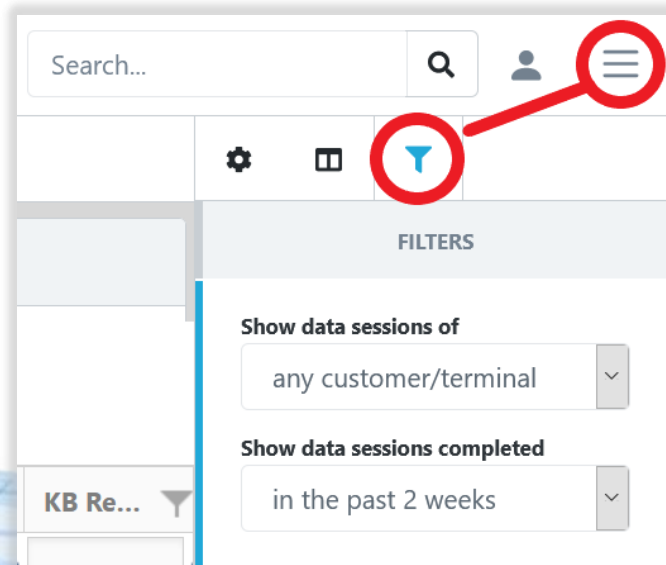 Search...
FILTERS
Show data sessions of
any customer/terminal
Show data sessions completed
in the past 2 weeks
KB Re...